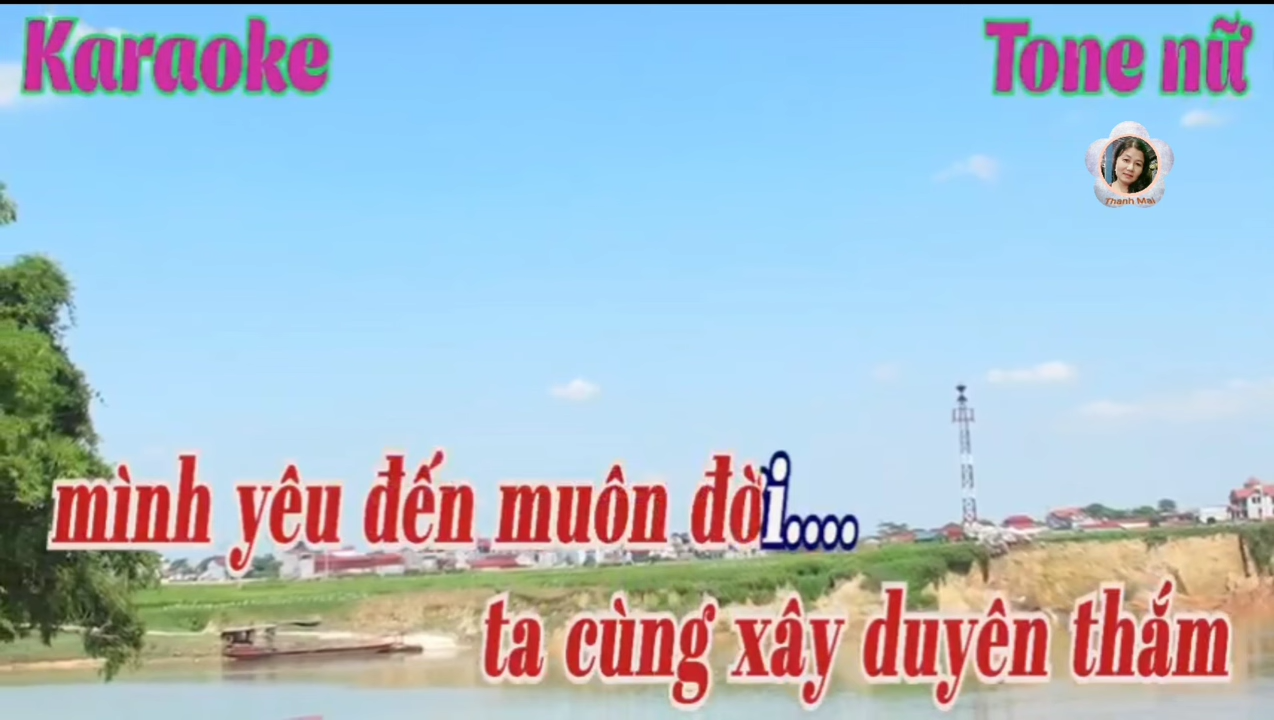 Karaoke
Tone nữ
Thanh Mai
mình yêu đến muôn đời....
ta cùng xây duyên thắm